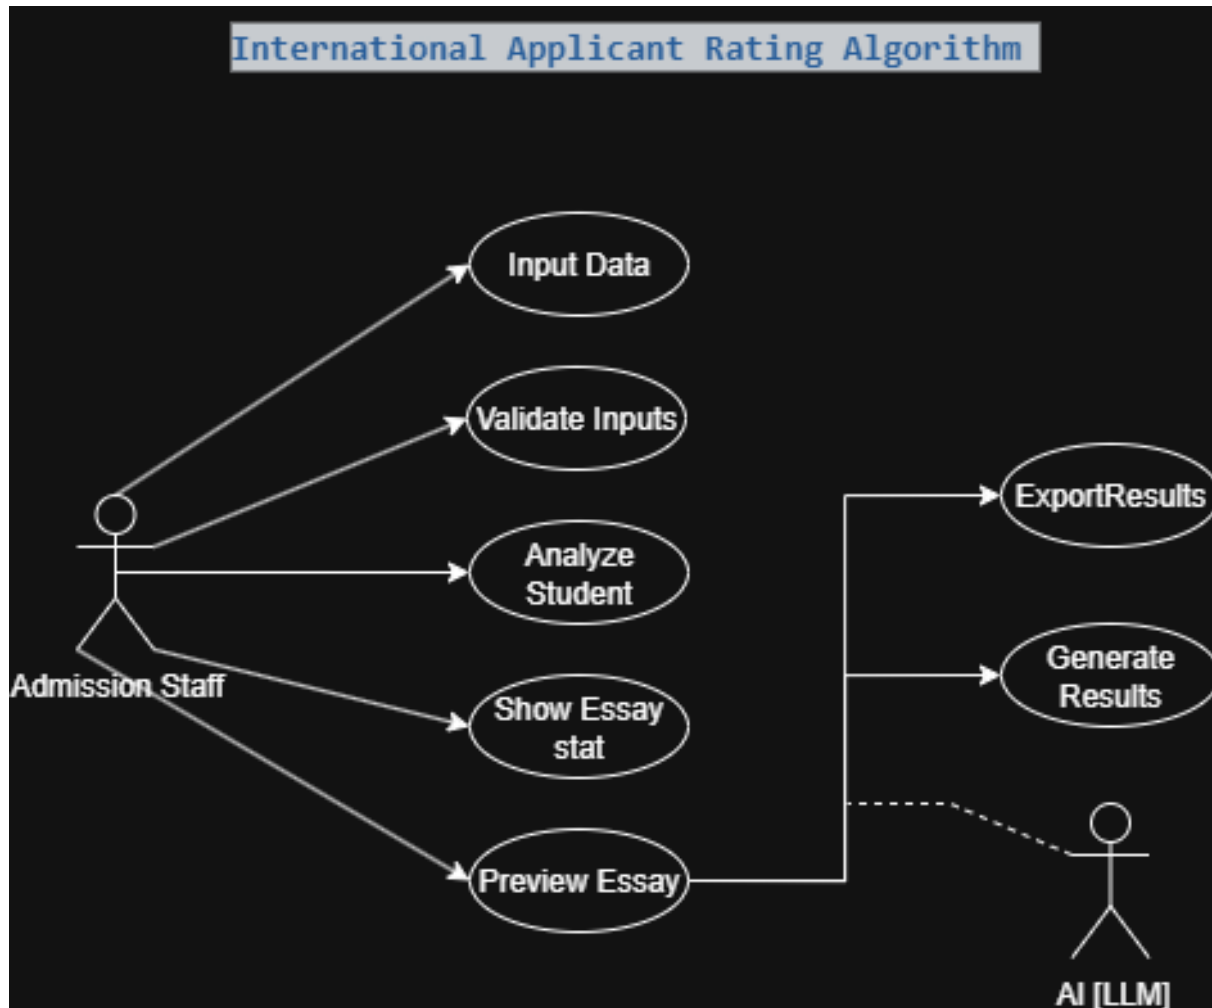 International Applicant Rating Algorithm
Input Data
Validate Inputs
Analyze
Student
Show Essay
stat
Preview Essay
Admission Staff
ExportResults
Generate
Results
AI [LLM]